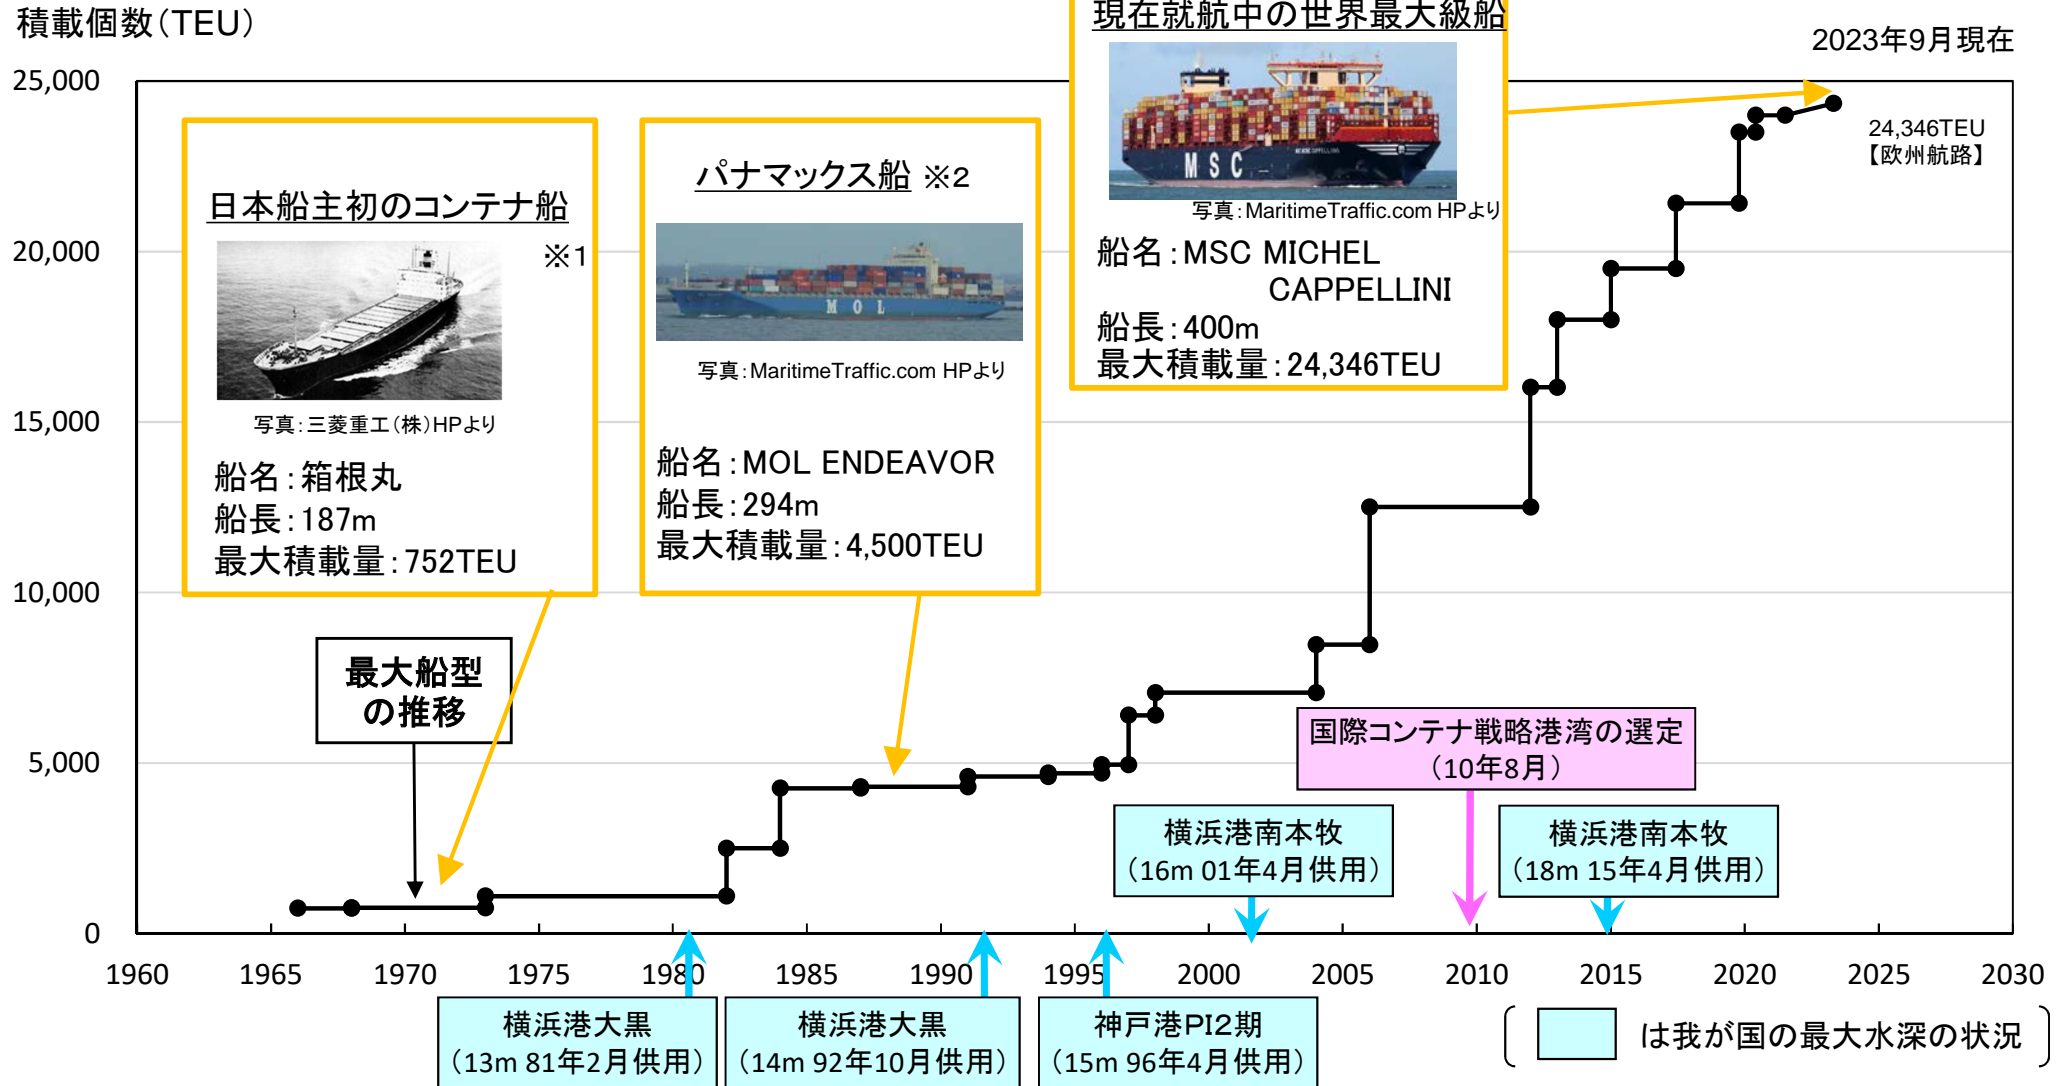 積載個数(TEU)
2023年9月現在
25,000
20,000
15,000
10,000
5,000
0
1960 1965 1970 1975 1980 1985 1990 1995 2000 2005 2010 2015 2020 2025 2030
日本船主初のコンテナ船
※1
写真:三菱重工(株)HPより
船名:箱根丸
船長:187m
最大積載量:752TEU
パナマックス船 ※2
MOL
写真:MaritimeTraffic.com HPより
船名:MOL ENDEAVOR
船長:294m
最大積載量:4,500TEU
現在就航中の世界最大級船
MSC
写真:MaritimeTraffic.com HPより
船名:MSC MICHEL
CAPPELLINI
船長:400m
最大積載量:24,346TEU
24,346TEU
【欧州航路】
最大船型
の推移
国際コンテナ戦略港湾の選定
(10年8月)
横浜港南本牧
(16m 01年4月供用)
横浜港南本牧
(18m 15年4月供用)
横浜港大黒
(13m 81年2月供用)
横浜港大黒
(14m 92年10月供用)
神戸港PI2期
(15m 96年4月供用)
は我が国の最大水深の状況